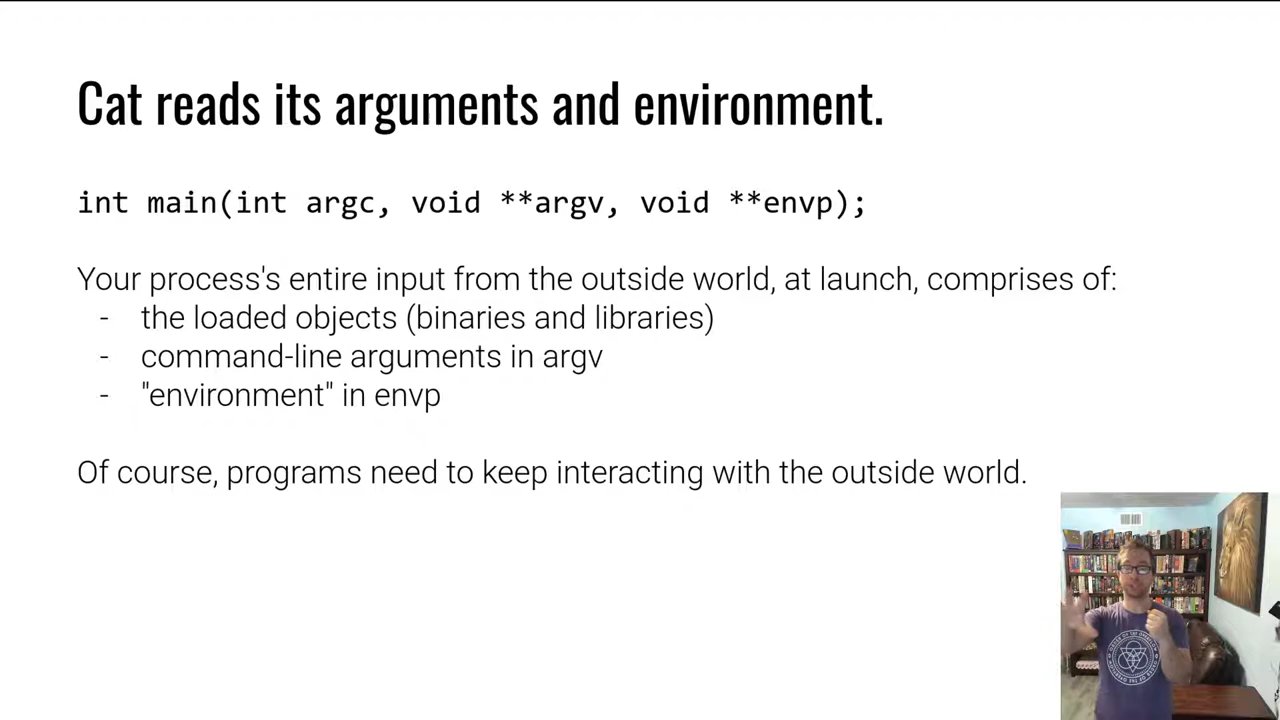 Cat reads its arguments and environment.
int main(int argc, void **argv, void **envp);
Your process's entire input from the outside world, at launch, comprises of:
- the loaded objects (binaries and libraries)
- command-line arguments in argv
- "environment" in envp
Of course, programs need to keep interacting with the outside world.